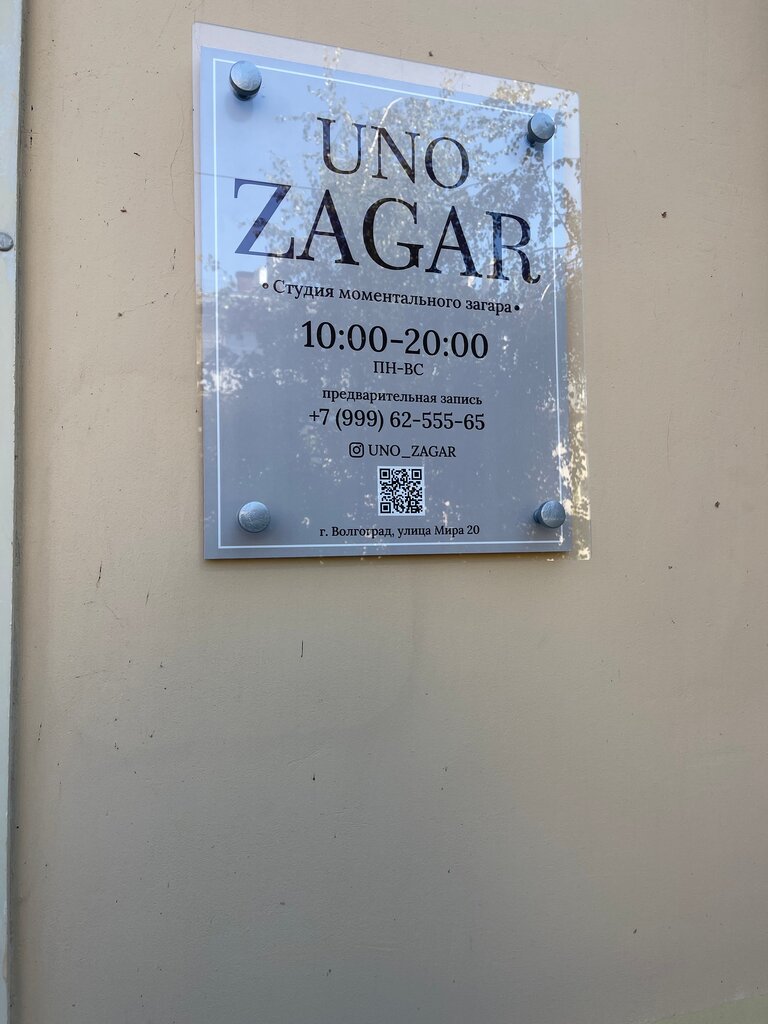 UNO
ZAGAR
• Студия моментального загара •
10:00-20:00
ПН-ВС
предварительная запись
+7 (999) 62-555-65
UNO_ZAGAR
г. Волгоград, улица Мира 20